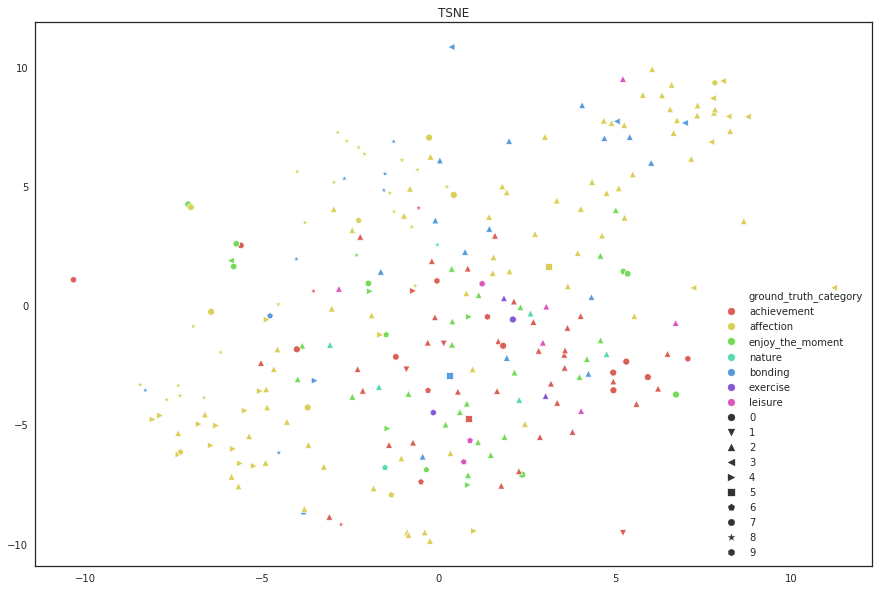 TSNE
10
5
0
−5
−10
−10
−5
0
5
10
ground_truth_category
achievement
affection
enjoy_the_moment
nature
bonding
exercise
leisure
0
1
2
3
4
5
6
7
8
9